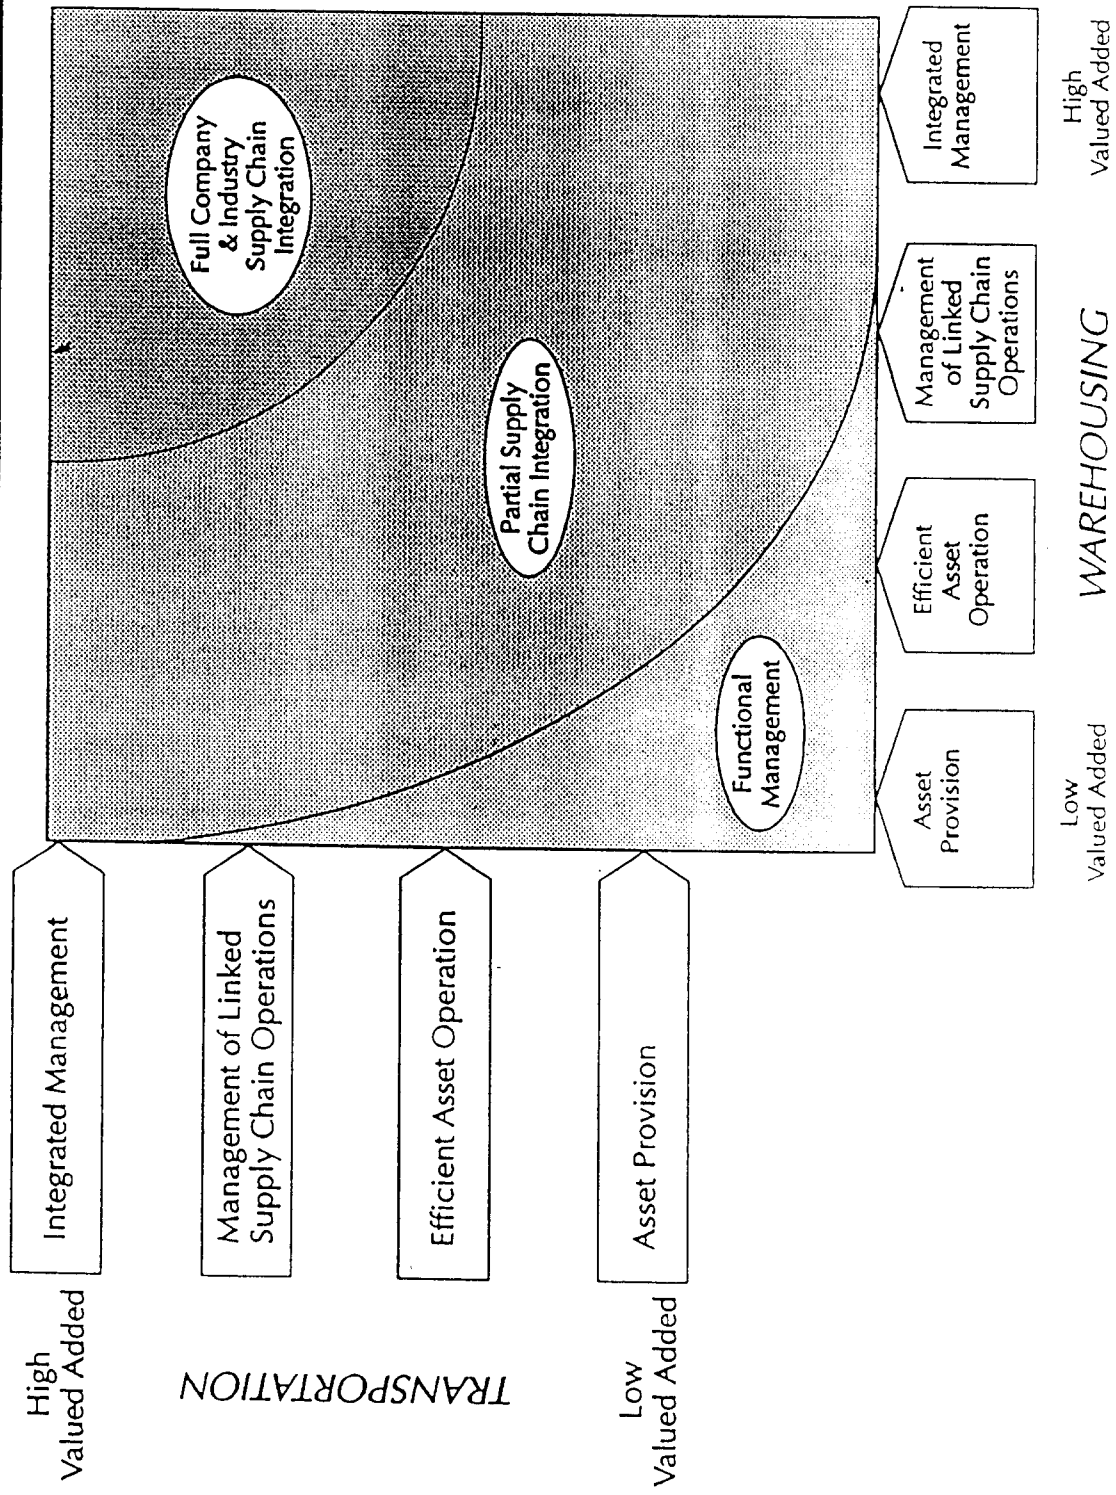 High
Valued Added
TRANSPORTATION
Low
Valued Added
Integrated Management
Management of Linked
Supply Chain Operations
Efficient Asset Operation
Asset Provision
Full Company
& Industry
Supply Chain
Integration
Partial Supply
Chain Integration
Functional
Management
Asset
Provision
Efficient
Asset
Operation
Management
of Linked
Supply Chain
Operations
Integrated
Management
Low
Valued Added
WAREHOUSING
High
Valued Added